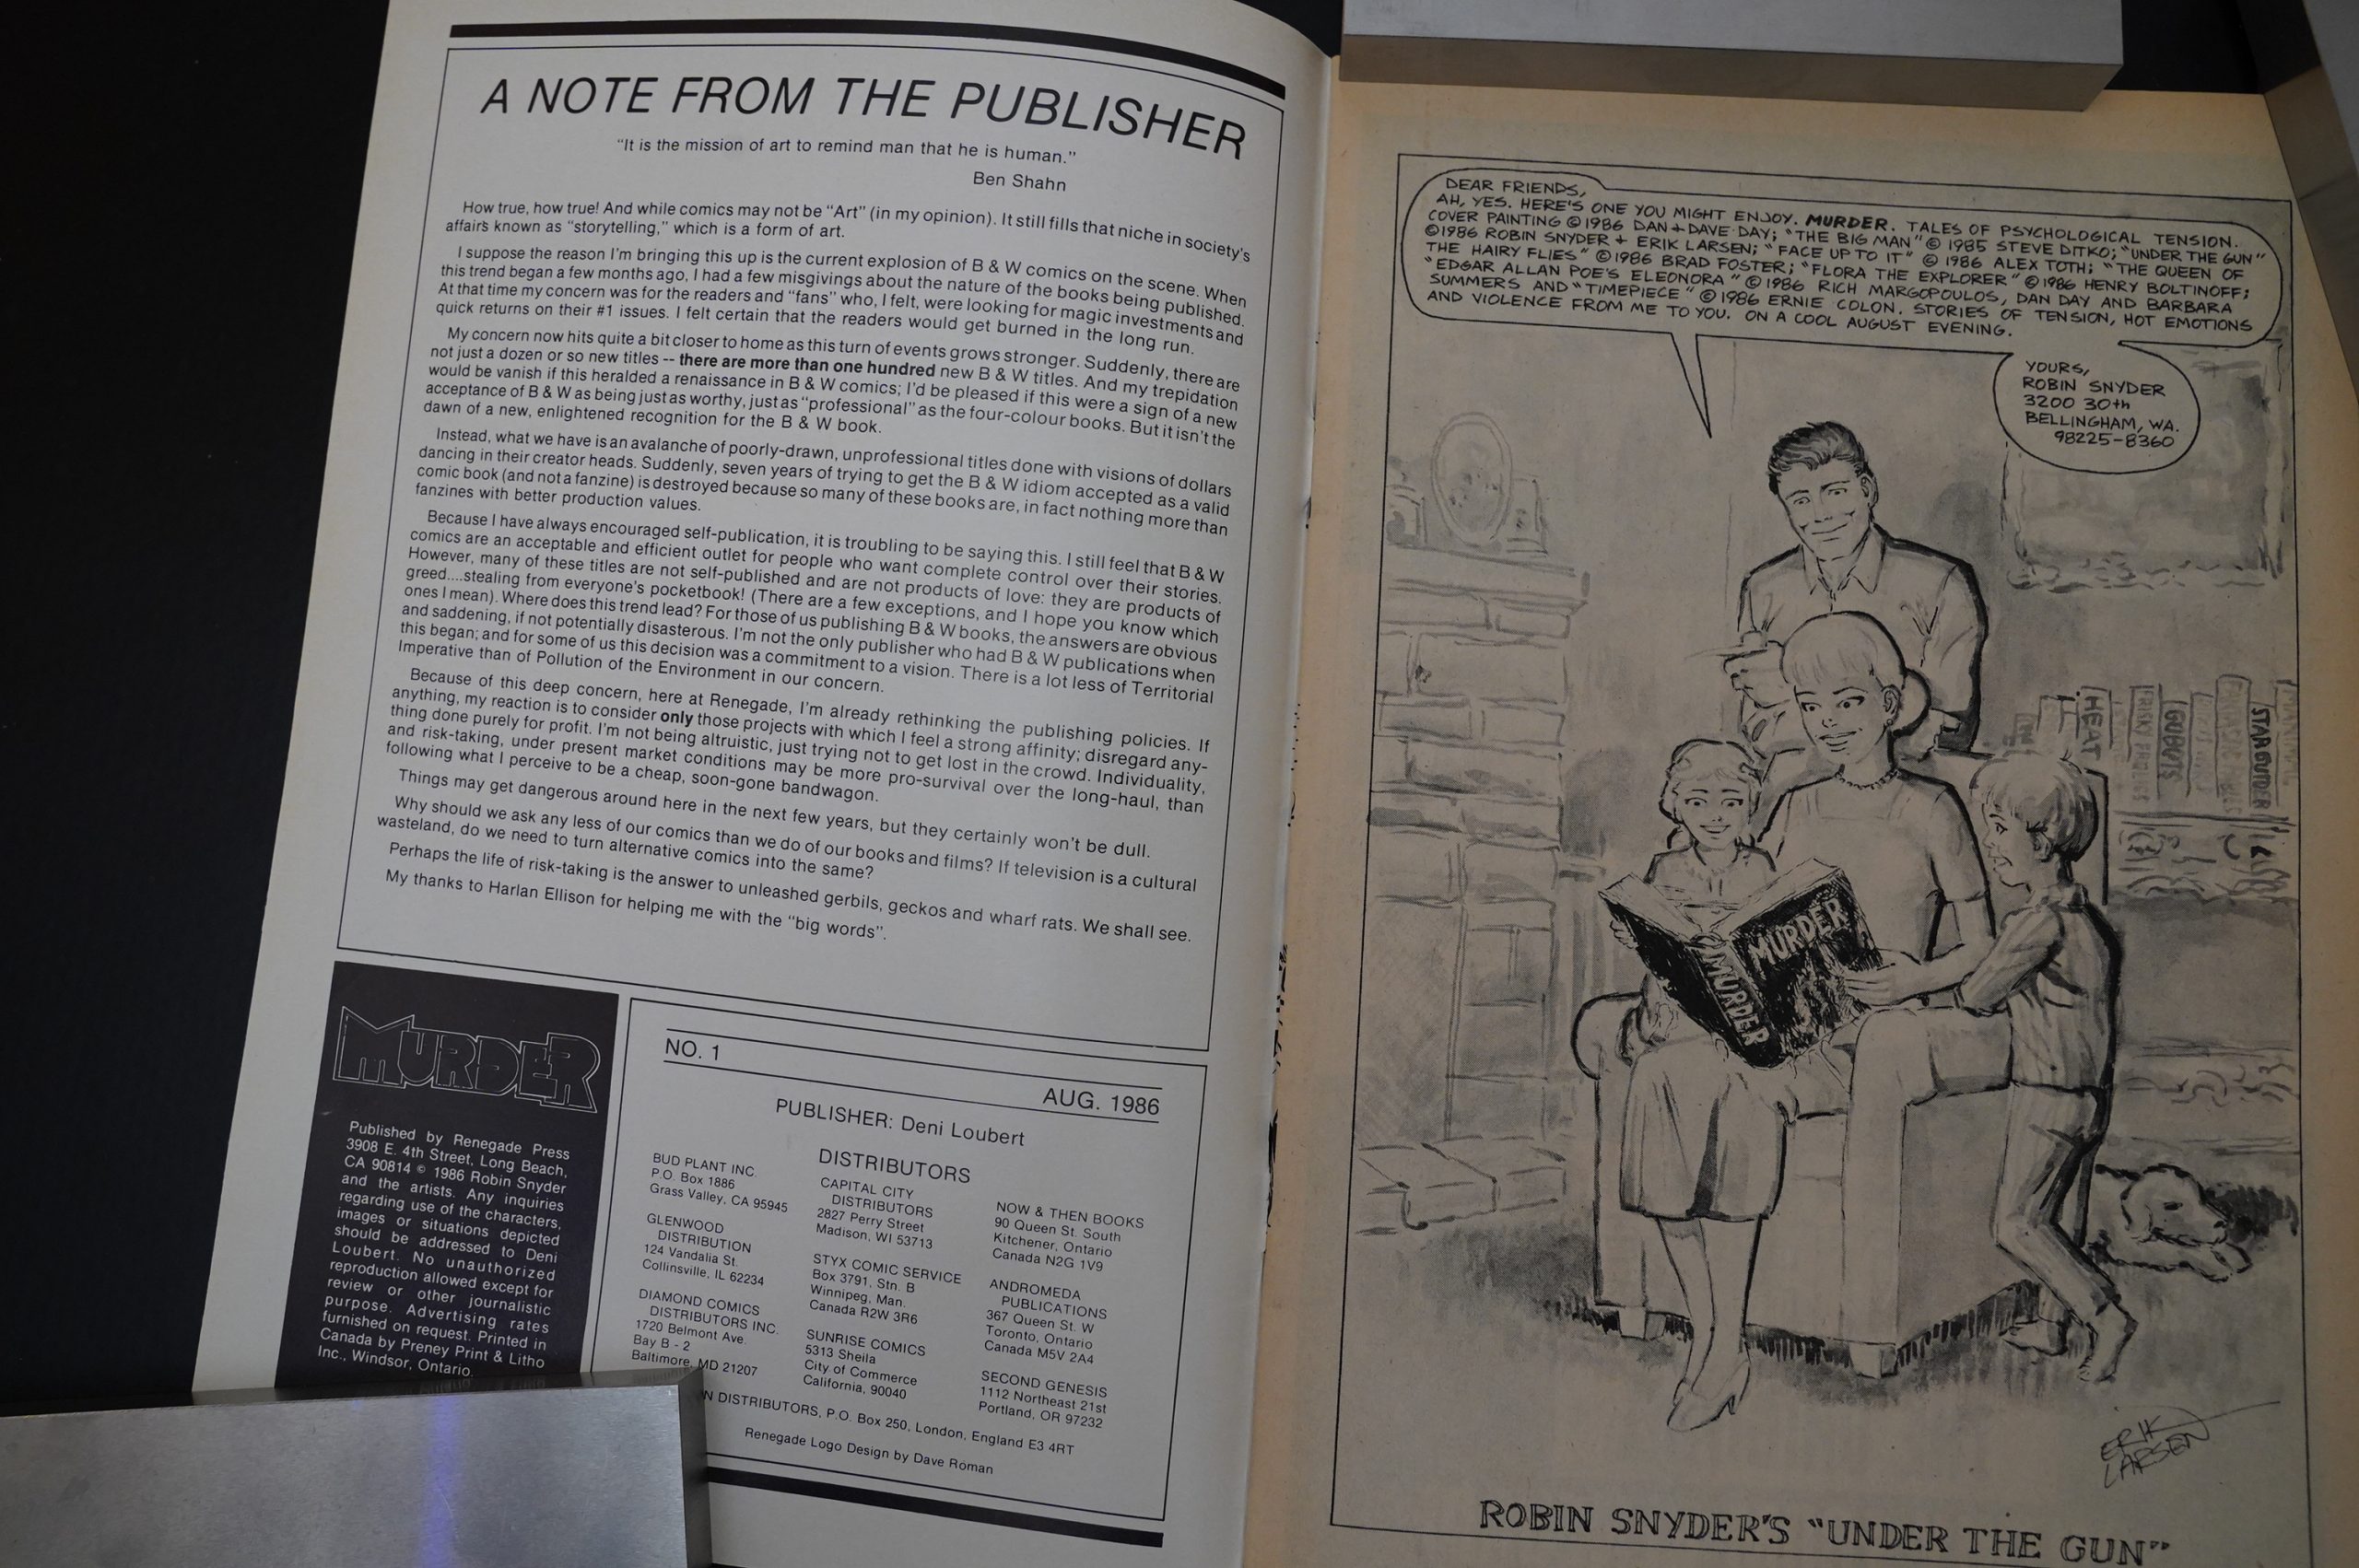 A NOTE FROM THE PUBLISHER
“It is the mission of art to remind man that he is human.”
Ben Shahn
How true, how true! And while comics may not be “Art” (in my opinion). It still fills that niche in society’s
affairs known as “storytelling,” which is a form of art.
I suppose the reason I’m bringing this up is the current explosion of B & W comics on the scene. When
this trend began a few months ago, I had a few misgivings about the nature of the books being published.
At that time my concern was for the readers and “fans” who, I felt, were looking for magic investments and
quick returns on their #1 issues. I felt certain that the readers would get burned in the long run.
My concern now hits quite a bit closer to home as this turn of events grows stronger. Suddenly, there are
not just a dozen or so new titles -- there are more than one hundred new B & W titles. And my trepidation
would be vanish if this heralded a renaissance in B & W comics; I’d be pleased if this were a sign of a new
acceptance of B & W as being just as worthy, just as “professional” as the four-colour books. But it isn’t the
dawn of a new, enlightened recognition for the B & W book.
Instead, what we have is an avalanche of poorly-drawn, unprofessional titles done with visions of dollars
dancing in their creator heads. Suddenly, seven years of trying to get the B & W idiom accepted as a valid
comic book (and not a fanzine) is destroyed because so many of these books are, in fact nothing more than
fanzines with better production values.
Because I have always encouraged self-publication, it is troubling to be saying this. I still feel that B & W
comics are an acceptable and efficient outlet for people who want complete control over their stories.
However, many of these titles are not self-published and are not products of love: they are products of
greed....stealing from everyone’s pocketbook! (There are a few exceptions, and I hope you know which
ones I mean). Where does this trend lead? For those of us publishing B & W books, the answers are obvious
and saddening, if not potentially disasterous. I’m not the only publisher who had B & W publications when
this began; and for some of us this decision was a commitment to a vision. There is a lot less of Territorial
Imperative than of Pollution of the Environment in our concern.
Because of this deep concern, here at Renegade, I’m already rethinking the publishing policies. If
anything, my reaction is to consider only those projects with which I feel a strong affinity; disregard any-
thing done purely for profit. I’m not being altruistic, just trying not to get lost in the crowd. Individuality,
and risk-taking, under present market conditions may be more pro-survival over the long-haul, than
following what I perceive to be a cheap, soon-gone bandwagon.
Things may get dangerous around here in the next few years, but they certainly won’t be dull.
Why should we ask any less of our comics than we do of our books and films? If television is a cultural
wasteland, do we need to turn alternative comics into the same?
Perhaps the life of risk-taking is the answer to unleashed gerbils, geckos and wharf rats. We shall see.
My thanks to Harlan Ellison for helping me with the “big words”.
MURDER
Published by Renegade Press
3908 E. 4th Street, Long Beach,
CA 90814 © 1986 Robin Snyder
and the artists. Any inquiries
regarding use of the characters,
images or situations depicted
should be addressed to Deni
Loubert. No unauthorized
reproduction allowed except for
review or other journalistic
purpose. Advertising rates
furnished on request. Printed in
Canada by Preney Print & Litho
Inc., Windsor, Ontario.
NO. 1
AUG. 1986
PUBLISHER: Deni Loubert
DISTRIBUTORS
BUD PLANT INC.
P.O. Box 1886
Grass Valley, CA 95945
GLENWOOD
DISTRIBUTION
124 Vandalia St.
Collinsville, IL 62234
DIAMOND COMICS
DISTRIBUTORS INC.
1720 Belmont Ave.
Bay B - 2
Baltimore, MD 21207
CAPITAL CITY
DISTRIBUTORS
2827 Perry Street
Madison, WI 53713
STYX COMIC SERVICE
Box 3791, Stn. B
Winnipeg, Man.
Canada R2W 3R6
SUNRISE COMICS
5313 Sheila
City of Commerce
California, 90040
NOW & THEN BOOKS
90 Queen St. South
Kitchener, Ontario
Canada N2G 1V9
ANDROMEDA
PUBLICATIONS
367 Queen St. W
Toronto, Ontario
Canada M5V 2A4
SECOND GENESIS
1112 Northeast 21st
Portland, OR 97232
DISTRIBUTORS, P.O. Box 250, London, England E3 4RT
Renegade Logo Design by Dave Roman
DEAR FRIENDS,
AH, YES. HERE’S ONE YOU MIGHT ENJOY. MURDER. TALES OF PSYCHOLOGICAL TENSION.
COVER PAINTING ©1986 DAN + DAVE DAY; “THE BIG MAN” © 1985 STEVE DITKO; “UNDER THE GUN”
©1986 ROBIN SNYDER + ERIK LARSEN; “FACE UP TO IT” © 1986 ALEX TOTH; “THE QUEEN OF
THE HAIRY FLIES” ©1986 BRAD FOSTER; “FLORA THE EXPLORER” ©1986 HENRY BOLTINOFF;
“EDGAR ALLAN POE’S ELEONORA” ©1986 RICH MARGOPOULOS, DAN DAY AND BARBARA
SUMMERS AND “TIMEPIECE” ©1986 ERNIE COLON. STORIES OF TENSION, HOT EMOTIONS
AND VIOLENCE FROM ME TO YOU. ON A COOL AUGUST EVENING.
YOURS,
ROBIN SNYDER
3200 30th
BELLINGHAM, WA.
98225-8360
HEAT
STAR GUIDER
MURDER
MURDER
ERIK
LARSEN
ROBIN SNYDER’S “UNDER THE GUN”